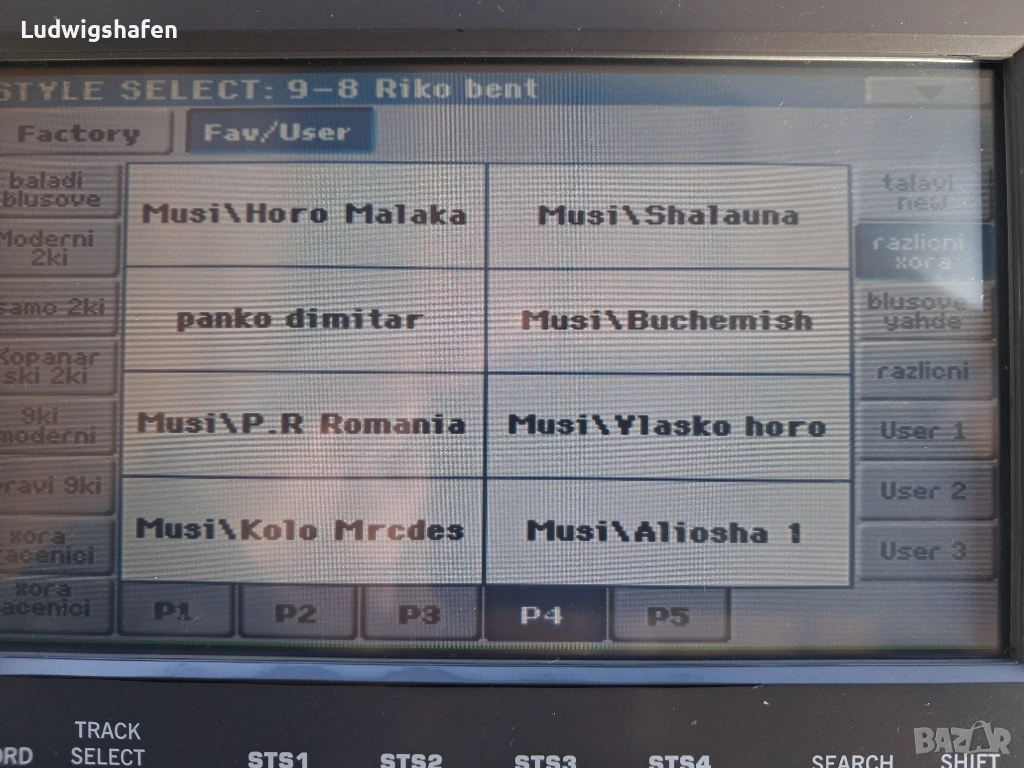 Ludwigshafen
STYLE SELECT: 9-8 Riko bent
Factory
Fav/User
baladi
blusove
Musi\Horo Malaka
Musi\Shalauna
talavi
new
Moderni
2ki
razlicni
xora
samo 2ki
panko dimitar
Musi\Buchemish
blusove
yahde
Kopanar
ski 2ki
razlicni
9ki
moderni
Musi\P.R Romania
Musi\Vlasko horo
User 1
9ki
User 2
xora
Musi\Kolo Mrcdes
Musi\Aliosha 1
User 3
xora
P1
P2
P3
P4
P5
TRACK
SELECT
STS1
STS2
STS3
STS4
SEARCH
SHIFT
BAZAR